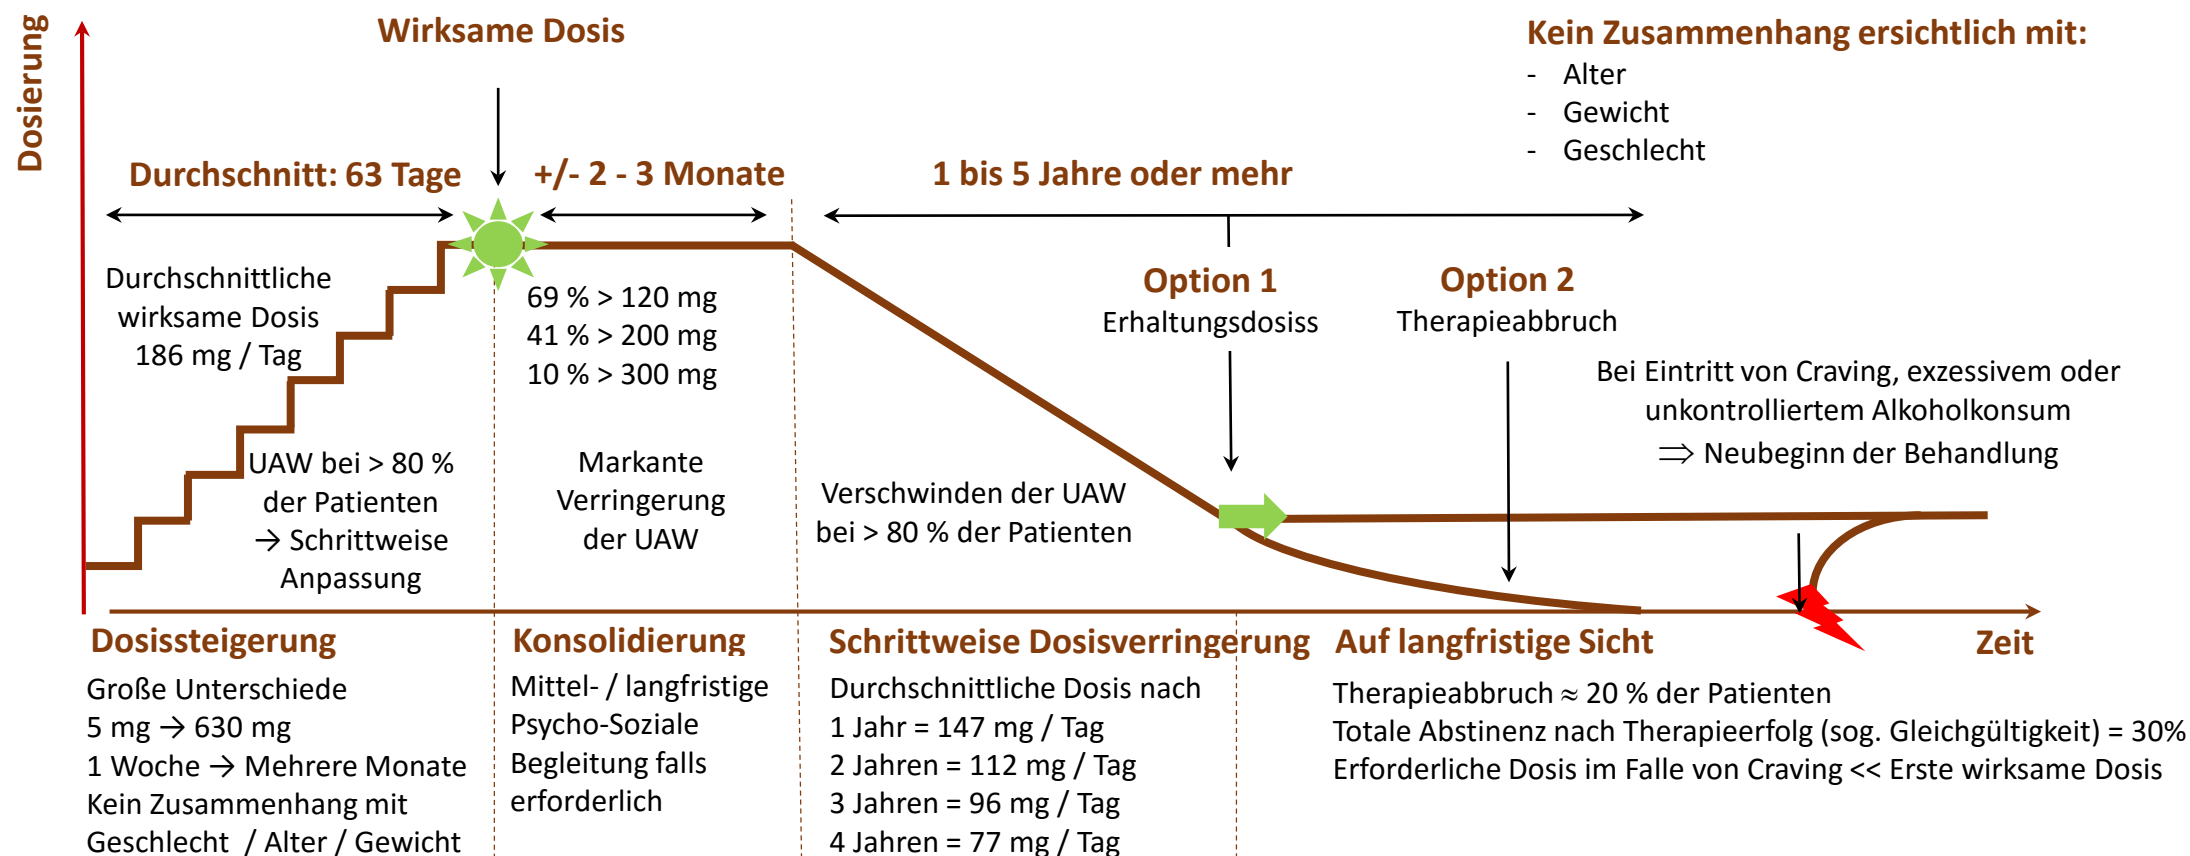 Dosierung
Wirksame Dosis
Kein Zusammenhang ersichtlich mit:
- Alter
- Gewicht
- Geschlecht
Durchschnitt: 63 Tage
+/- 2 - 3 Monate
1 bis 5 Jahre oder mehr
Durchschnittliche
wirksame Dosis
186 mg / Tag
69 % > 120 mg
41 % > 200 mg
10 % > 300 mg
Option 1
Erhaltungsdosiss
Option 2
Therapieabbruch
Bei Eintritt von Craving, exzessivem oder
unkontrolliertem Alkoholkonsum
⇒ Neubeginn der Behandlung
UAW bei > 80 %
der Patienten
→ Schrittweise
Anpassung
Markante
Verringerung
der UAW
Verschwinden der UAW
bei > 80 % der Patienten
Dosissteigerung
Große Unterschiede
5 mg → 630 mg
1 Woche → Mehrere Monate
Kein Zusammenhang mit
Geschlecht / Alter / Gewicht
Konsolidierung
Mittel- / langfristige
Psycho-Soziale
Begleitung falls
erforderlich
Schrittweise Dosisverringerung
Durchschnittliche Dosis nach
1 Jahr = 147 mg / Tag
2 Jahren = 112 mg / Tag
3 Jahren = 96 mg / Tag
4 Jahren = 77 mg / Tag
Auf langfristige Sicht
Therapieabbruch ≈ 20 % der Patienten
Totale Abstinenz nach Therapieerfolg (sog. Gleichgültigkeit) = 30%
Erforderliche Dosis im Falle von Craving << Erste wirksame Dosis
Zeit